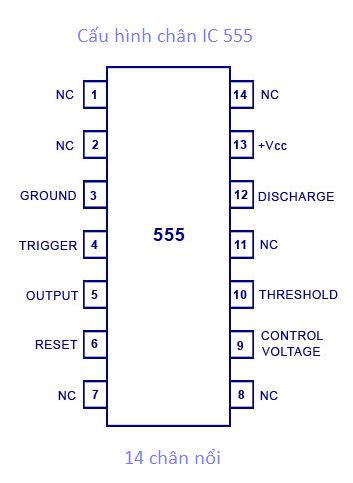 Cấu hình chân IC 555
NC 1 14 NC
NC 2 13 +Vcc
GROUND 3 12 DISCHARGE
555
TRIGGER 4 11 NC
OUTPUT 5 10 THRESHOLD
RESET 6 9 CONTROL
VOLTAGE
NC 7 8 NC
14 chân nổi